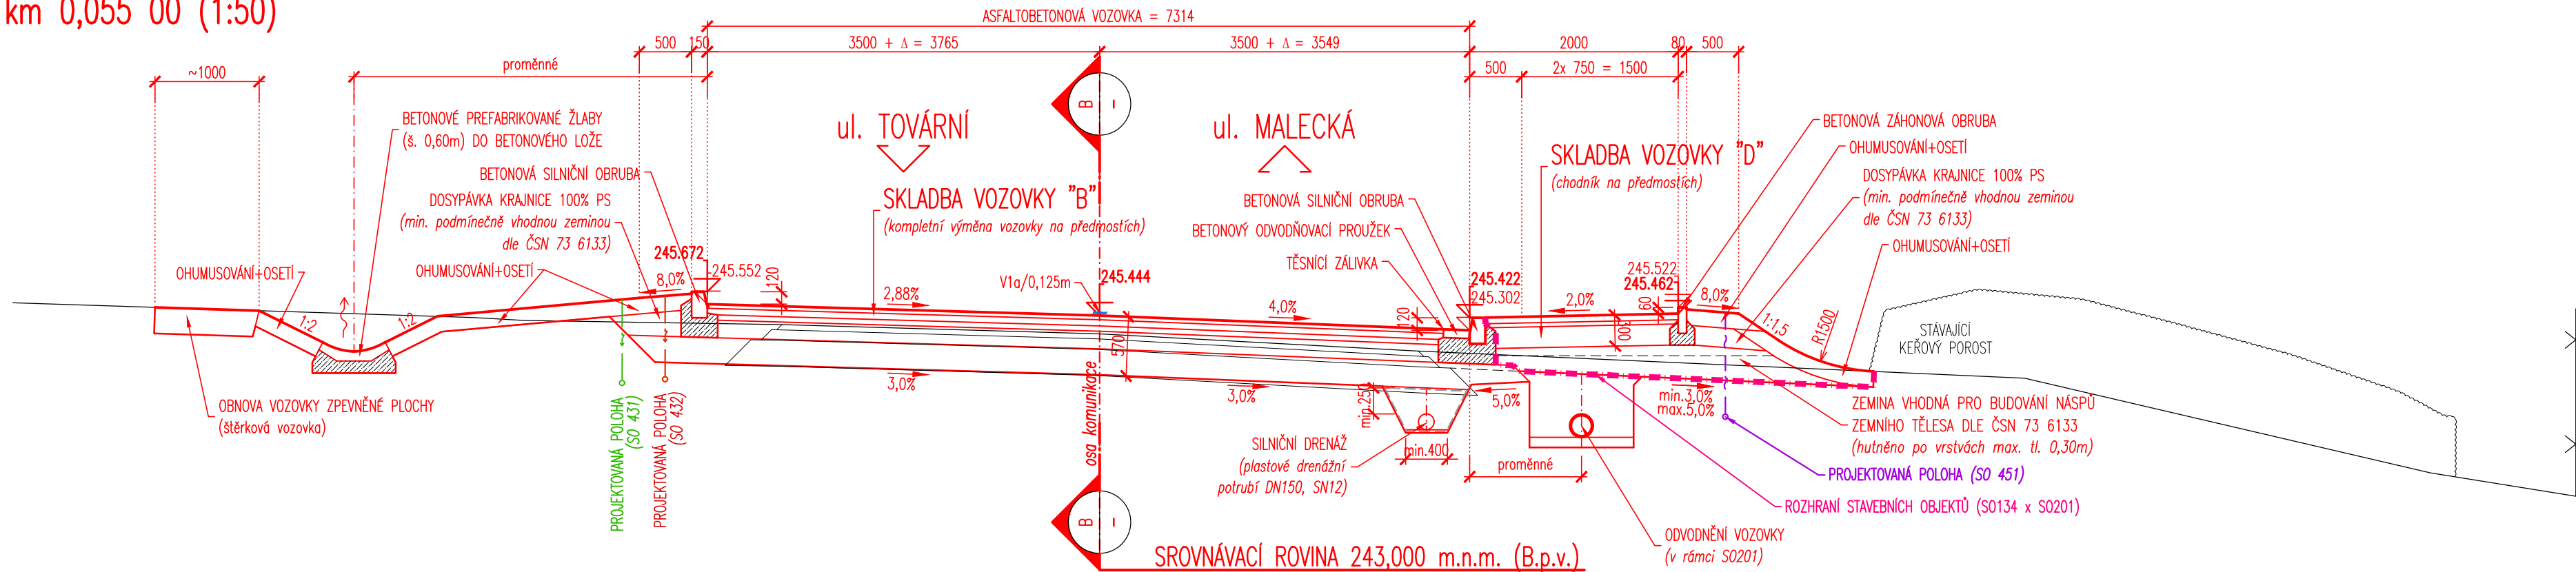 km 0,055 00 (1:50)
ASFALTOBETONOVÁ VOZOVKA = 7314
500
150
3500 + Δ = 3765
3500 + Δ = 3549
2000
80
500
~1000
proměnné
500
2x 750 = 1500
BETONOVÉ PREFABRIKOVANÉ ŽLABY
(š. 0,60m) DO BETONOVÉHO LOŽE
BETONOVÁ SILNIČNÍ OBRUBA
DOSYPÁVKA KRAJNICE 100% PS
(min. podmínečně vhodnou zeminou
dle ČSN 73 6133)
OHUMUSOVÁNÍ+OSETÍ
OHUMUSOVÁNÍ+OSETÍ
245.672
8,0%
245.552
120
1:2
1:2
OBNOVA VOZOVKY ZPEVNĚNÉ PLOCHY
(štěrková vozovka)
PROJEKTOVANÁ POLOHA
(SO 431)
PROJEKTOVANÁ POLOHA
(SO 432)
ul. TOVÁRNÍ
SKLADBA VOZOVKY "B"
(kompletní výměna vozovky na předmostích)
2,88%
3,0%
B
–
V1a/0,125m
245.444
570
osa komunikace
B
–
ul. MALECKÁ
BETONOVÁ SILNIČNÍ OBRUBA
BETONOVÝ ODVODŇOVACÍ PROUŽEK
TĚSNÍCÍ ZÁLIVKA
4,0%
3,0%
120
245.422
245.302
min.250
5,0%
min.400
SILNIČNÍ DRENÁŽ
(plastové drenážní
potrubí DN150, SN12)
proměnné
SKLADBA VOZOVKY "D"
(chodník na předmostích)
2,0%
300
245.522
245.462
60
8,0%
BETONOVÁ ZÁHONOVÁ OBRUBA
OHUMUSOVÁNÍ+OSETÍ
DOSYPÁVKA KRAJNICE 100% PS
(min. podmínečně vhodnou zeminou
dle ČSN 73 6133)
OHUMUSOVÁNÍ+OSETÍ
1:1,5
R1500
STÁVAJÍCÍ
KEŘOVÝ POROST
min.3,0%
max.5,0%
ZEMINA VHODNÁ PRO BUDOVÁNÍ NÁSPŮ
ZEMNÍHO TĚLESA DLE ČSN 73 6133
(hutněno po vrstvách max. tl. 0,30m)
PROJEKTOVANÁ POLOHA (SO 451)
ROZHRANÍ STAVEBNÍCH OBJEKTŮ (SO134 x SO201)
ODVODNĚNÍ VOZOVKY
(v rámci SO201)
SROVNÁVACÍ ROVINA 243,000 m.n.m. (B.p.v.)